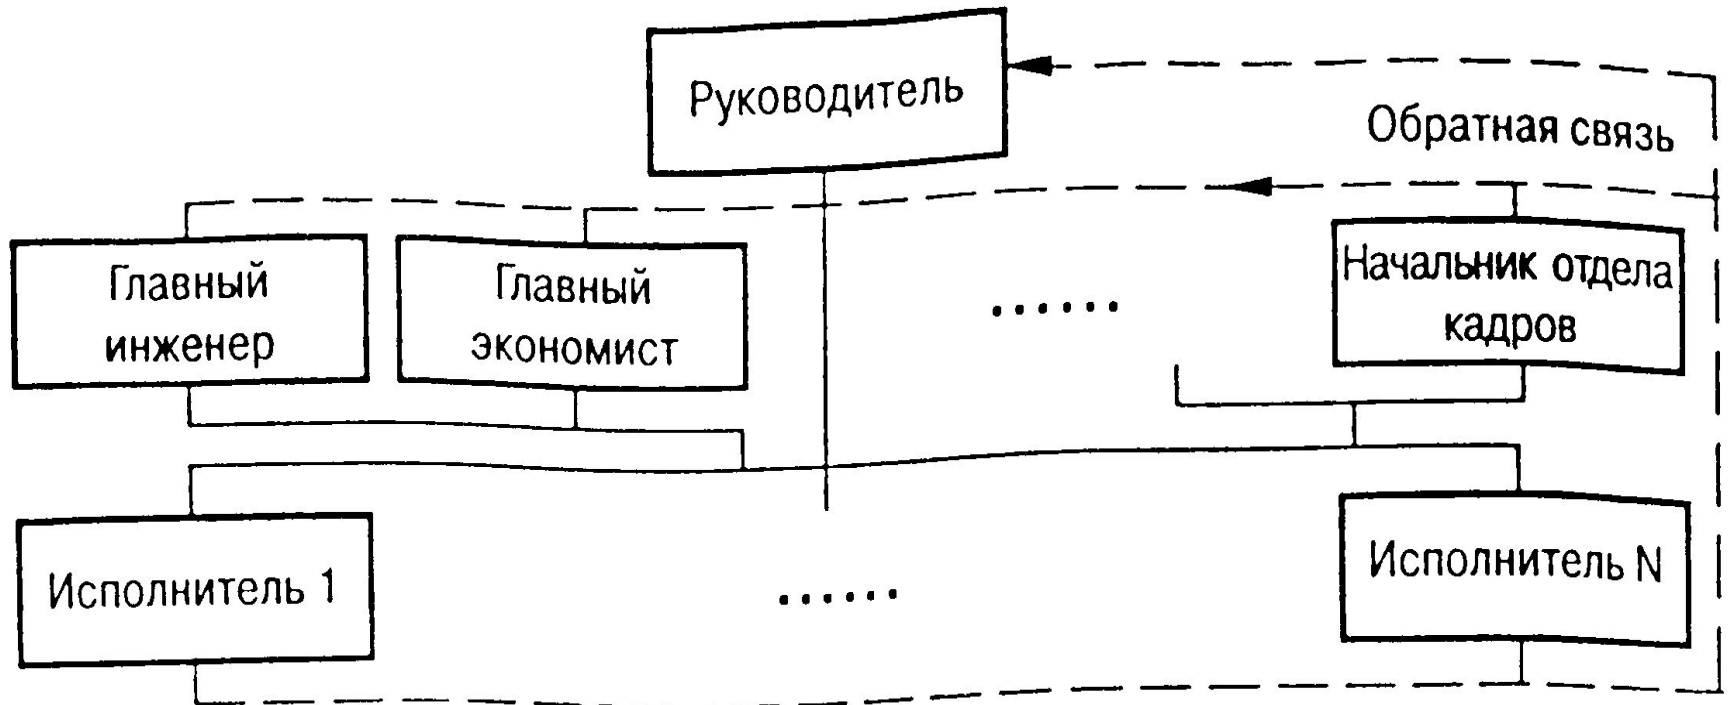 Руководитель
Обратная связь
Главный
инженер
Главный
экономист
......
Начальник отдела
кадров
Исполнитель 1
......
Исполнитель N